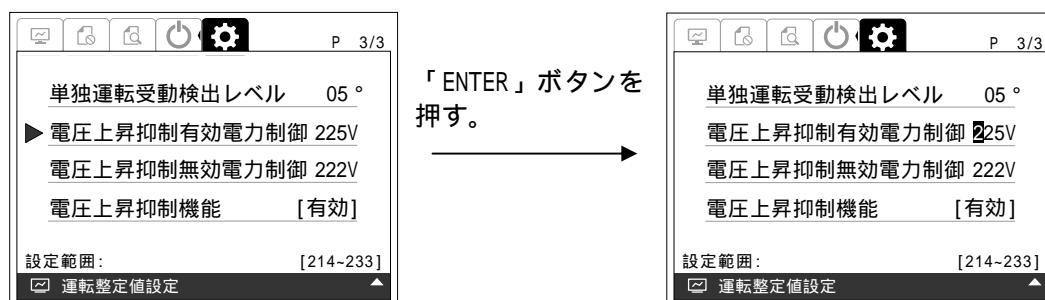 P 3/3
単独運転受動検出レベル 05 °
電圧上昇抑制有効電力制御 225V
電圧上昇抑制無効電力制御 222V
電圧上昇抑制機能 [有効]
設定範囲: [214~233]
運転整定値設定
「ENTER」ボタンを
押す。
P 3/3
単独運転受動検出レベル 05 °
電圧上昇抑制有効電力制御 225V
電圧上昇抑制無効電力制御 222V
電圧上昇抑制機能 [有効]
設定範囲: [214~233]
運転整定値設定